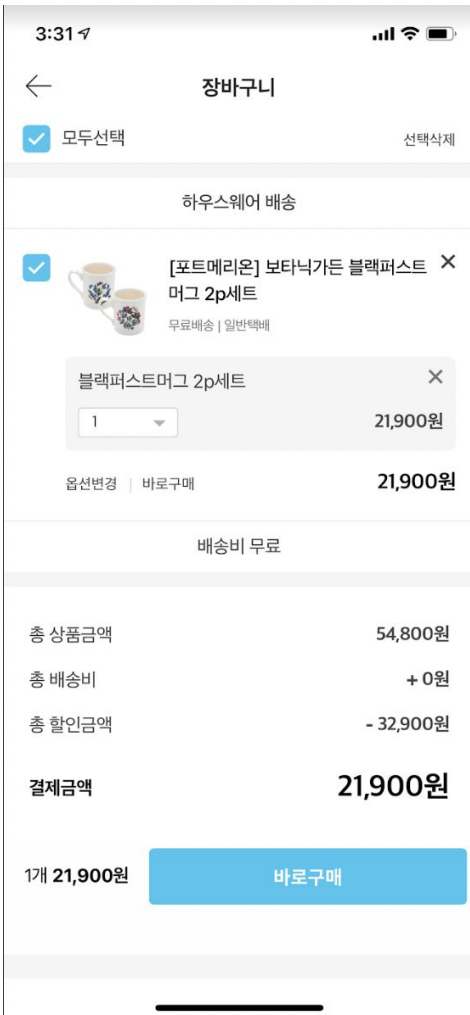 3:31
장바구니
모두선택
선택삭제
하우스웨어 배송
[포트메리온] 보타닉가든 블랙퍼스트
머그 2p세트
무료배송 | 일반택배
블랙퍼스트머그 2p세트
1
21,900원
옵션변경 | 바로구매
21,900원
배송비 무료
총 상품금액 54,800원
총 배송비 + 0원
총 할인금액 - 32,900원
결제금액 21,900원
1개 21,900원
바로구매